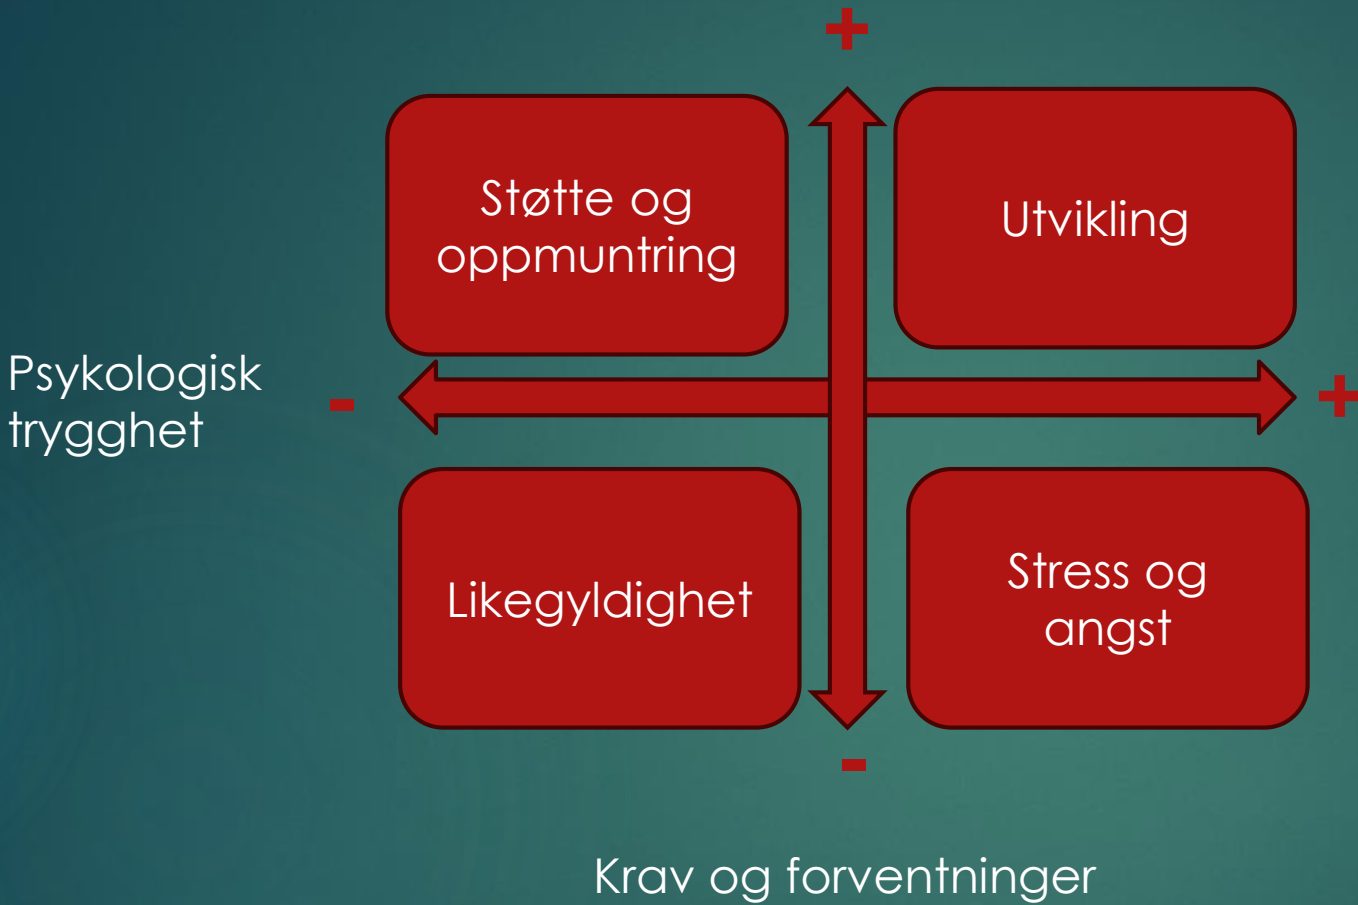 +
Støtte og
oppmuntring
Utvikling
Psykologisk
trygghet
-
+
Likegyldighet
Stress og
angst
-
Krav og forventninger